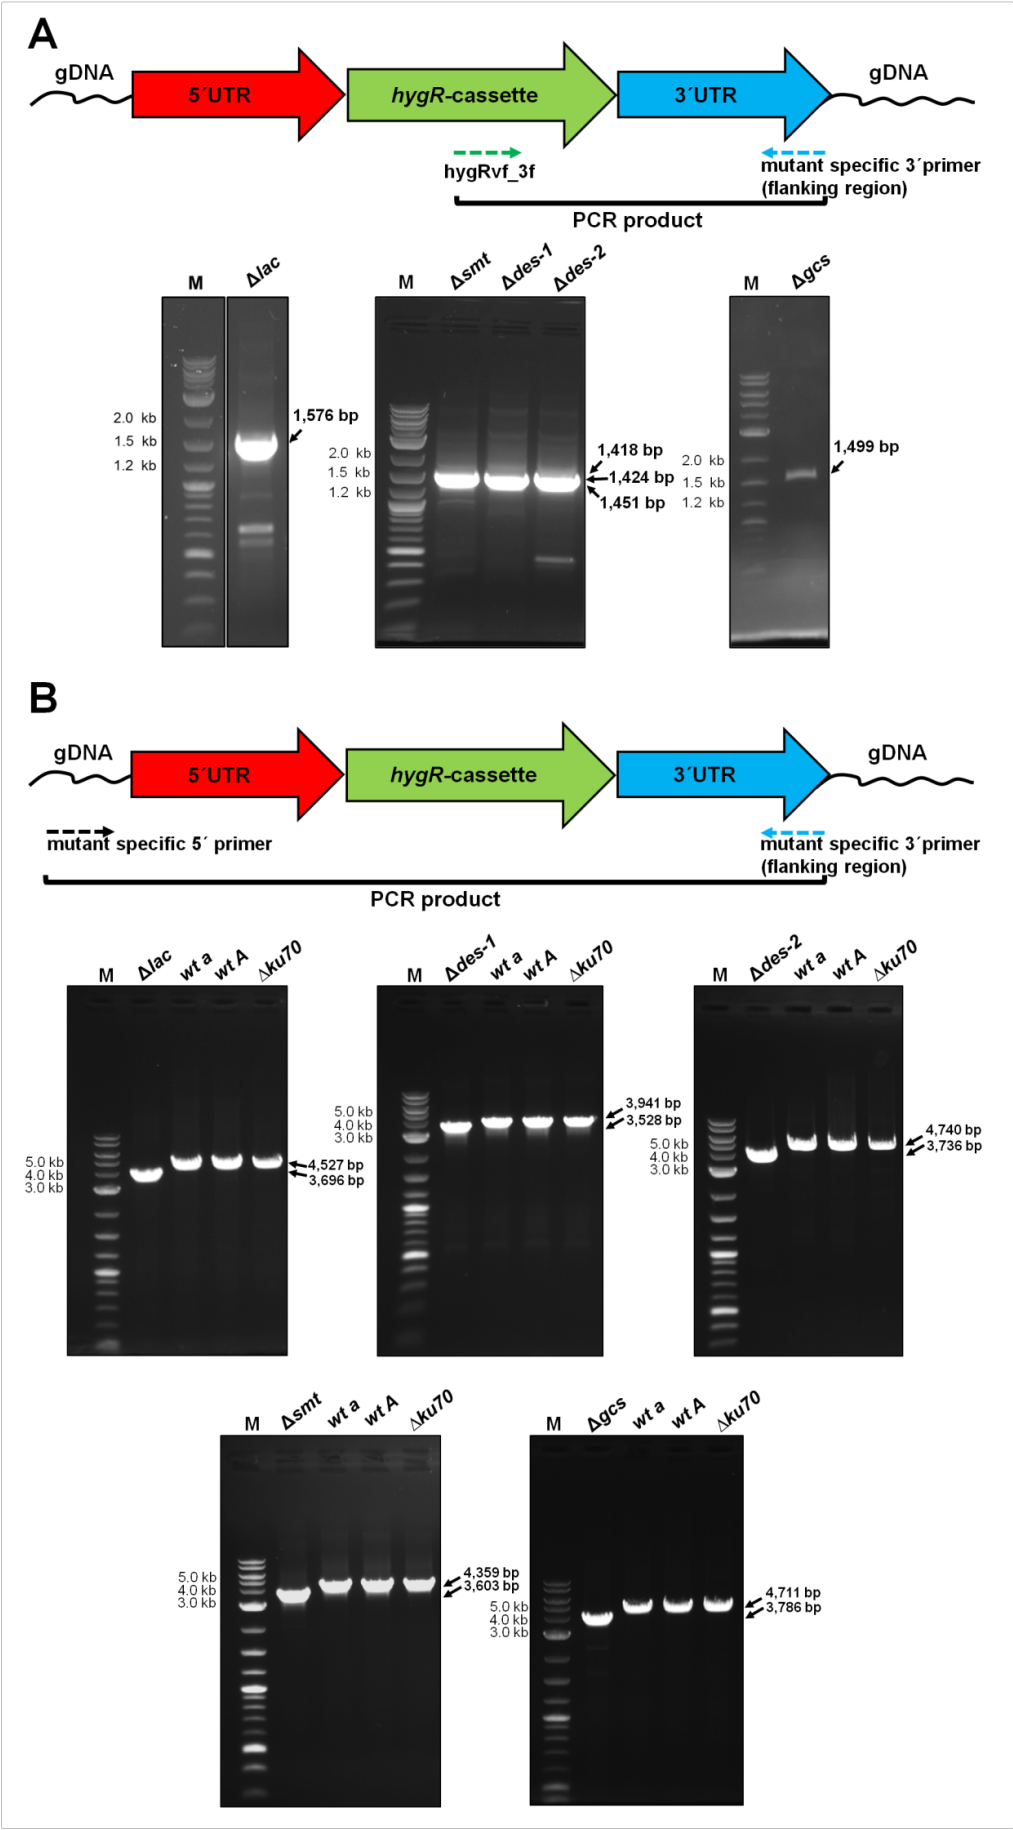 A
gDNA
5´UTR
hygR-cassette
3´UTR
gDNA
hygRvf_3f
mutant specific 3´primer
(flanking region)
PCR product
M
Δlac
2.0 kb
1.5 kb
1.2 kb
1,576 bp
M
Δsmt
Δdes-1
Δdes-2
2.0 kb
1.5 kb
1.2 kb
1,418 bp
1,424 bp
1,451 bp
M
Δgcs
2.0 kb
1.5 kb
1.2 kb
1,499 bp
B
gDNA
5´UTR
hygR-cassette
3´UTR
gDNA
mutant specific 5´ primer
mutant specific 3´primer
(flanking region)
PCR product
M
Δlac
wt a
wt A
Δku70
5.0 kb
4.0 kb
3.0 kb
4,527 bp
3,696 bp
M
Δdes-1
wt a
wt A
Δku70
5.0 kb
4.0 kb
3.0 kb
3,941 bp
3,528 bp
M
Δdes-2
wt a
wt A
Δku70
5.0 kb
4.0 kb
3.0 kb
4,740 bp
3,736 bp
M
Δsmt
wt a
wt A
Δku70
5.0 kb
4.0 kb
3.0 kb
4,359 bp
3,603 bp
M
Δgcs
wt a
wt A
Δku70
5.0 kb
4.0 kb
3.0 kb
4,711 bp
3,786 bp